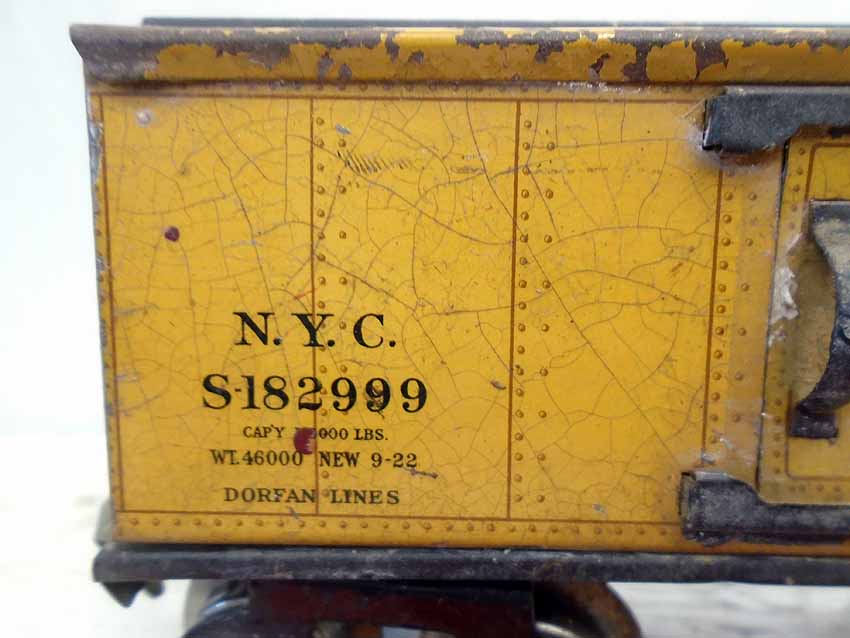 N.Y.C.
S-182999
CAP'Y LBS.
WT. 46000 NEW 9-22
DORFAN LINES